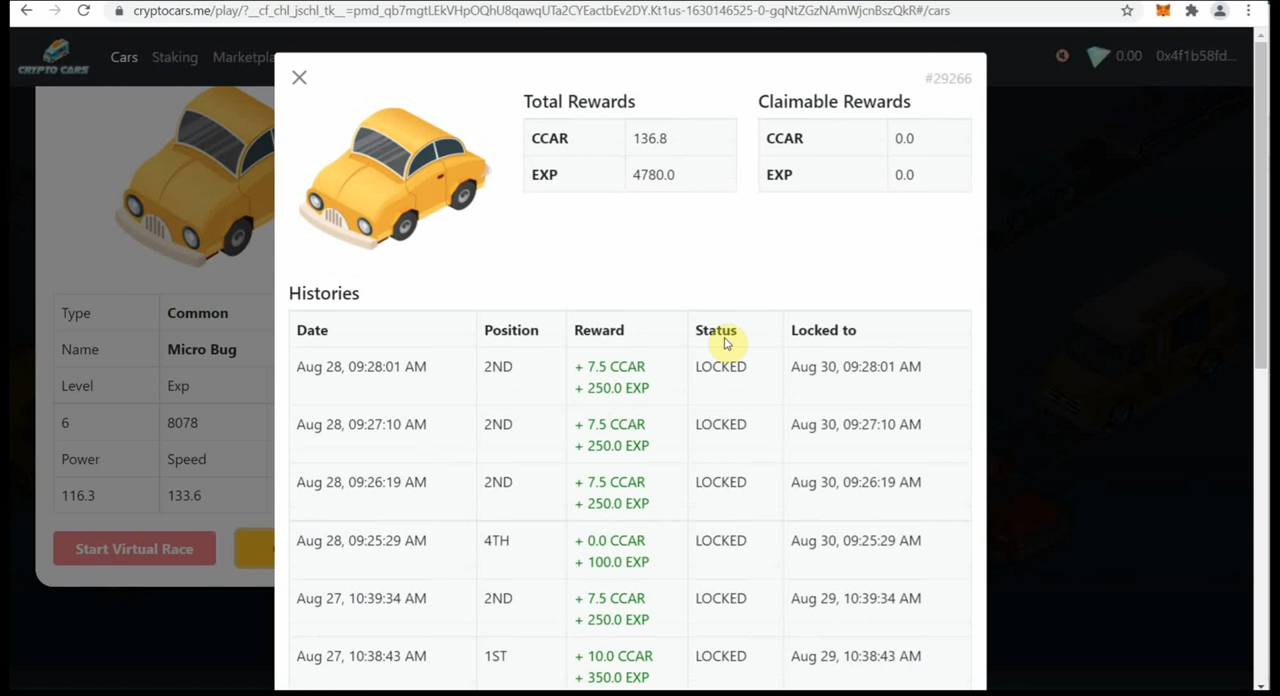 cryptocars.me/play/?__cf_chl_jschl_tk__=pmd_qb7mgtLEkVHpOQhU8qawqUTa2CYEactbEv2DY.Kt1us-1630146525-0-gqNtZGzNAmWjcnBszQkR#/cars
CRYPTO CARS
Cars Staking Marketpla
0.00 0x4f1b58fd...
#29266
Total Rewards
CCAR 136.8
EXP 4780.0
Claimable Rewards
CCAR 0.0
EXP 0.0
Type Common
Name Micro Bug
Level Exp
6 8078
Power Speed
116.3 133.6
Start Virtual Race
Histories
Date Position Reward Status Locked to
Aug 28, 09:28:01 AM 2ND + 7.5 CCAR LOCKED Aug 30, 09:28:01 AM
+ 250.0 EXP
Aug 28, 09:27:10 AM 2ND + 7.5 CCAR LOCKED Aug 30, 09:27:10 AM
+ 250.0 EXP
Aug 28, 09:26:19 AM 2ND + 7.5 CCAR LOCKED Aug 30, 09:26:19 AM
+ 250.0 EXP
Aug 28, 09:25:29 AM 4TH + 0.0 CCAR LOCKED Aug 30, 09:25:29 AM
+ 100.0 EXP
Aug 27, 10:39:34 AM 2ND + 7.5 CCAR LOCKED Aug 29, 10:39:34 AM
+ 250.0 EXP
Aug 27, 10:38:43 AM 1ST + 10.0 CCAR LOCKED Aug 29, 10:38:43 AM
+ 350.0 EXP